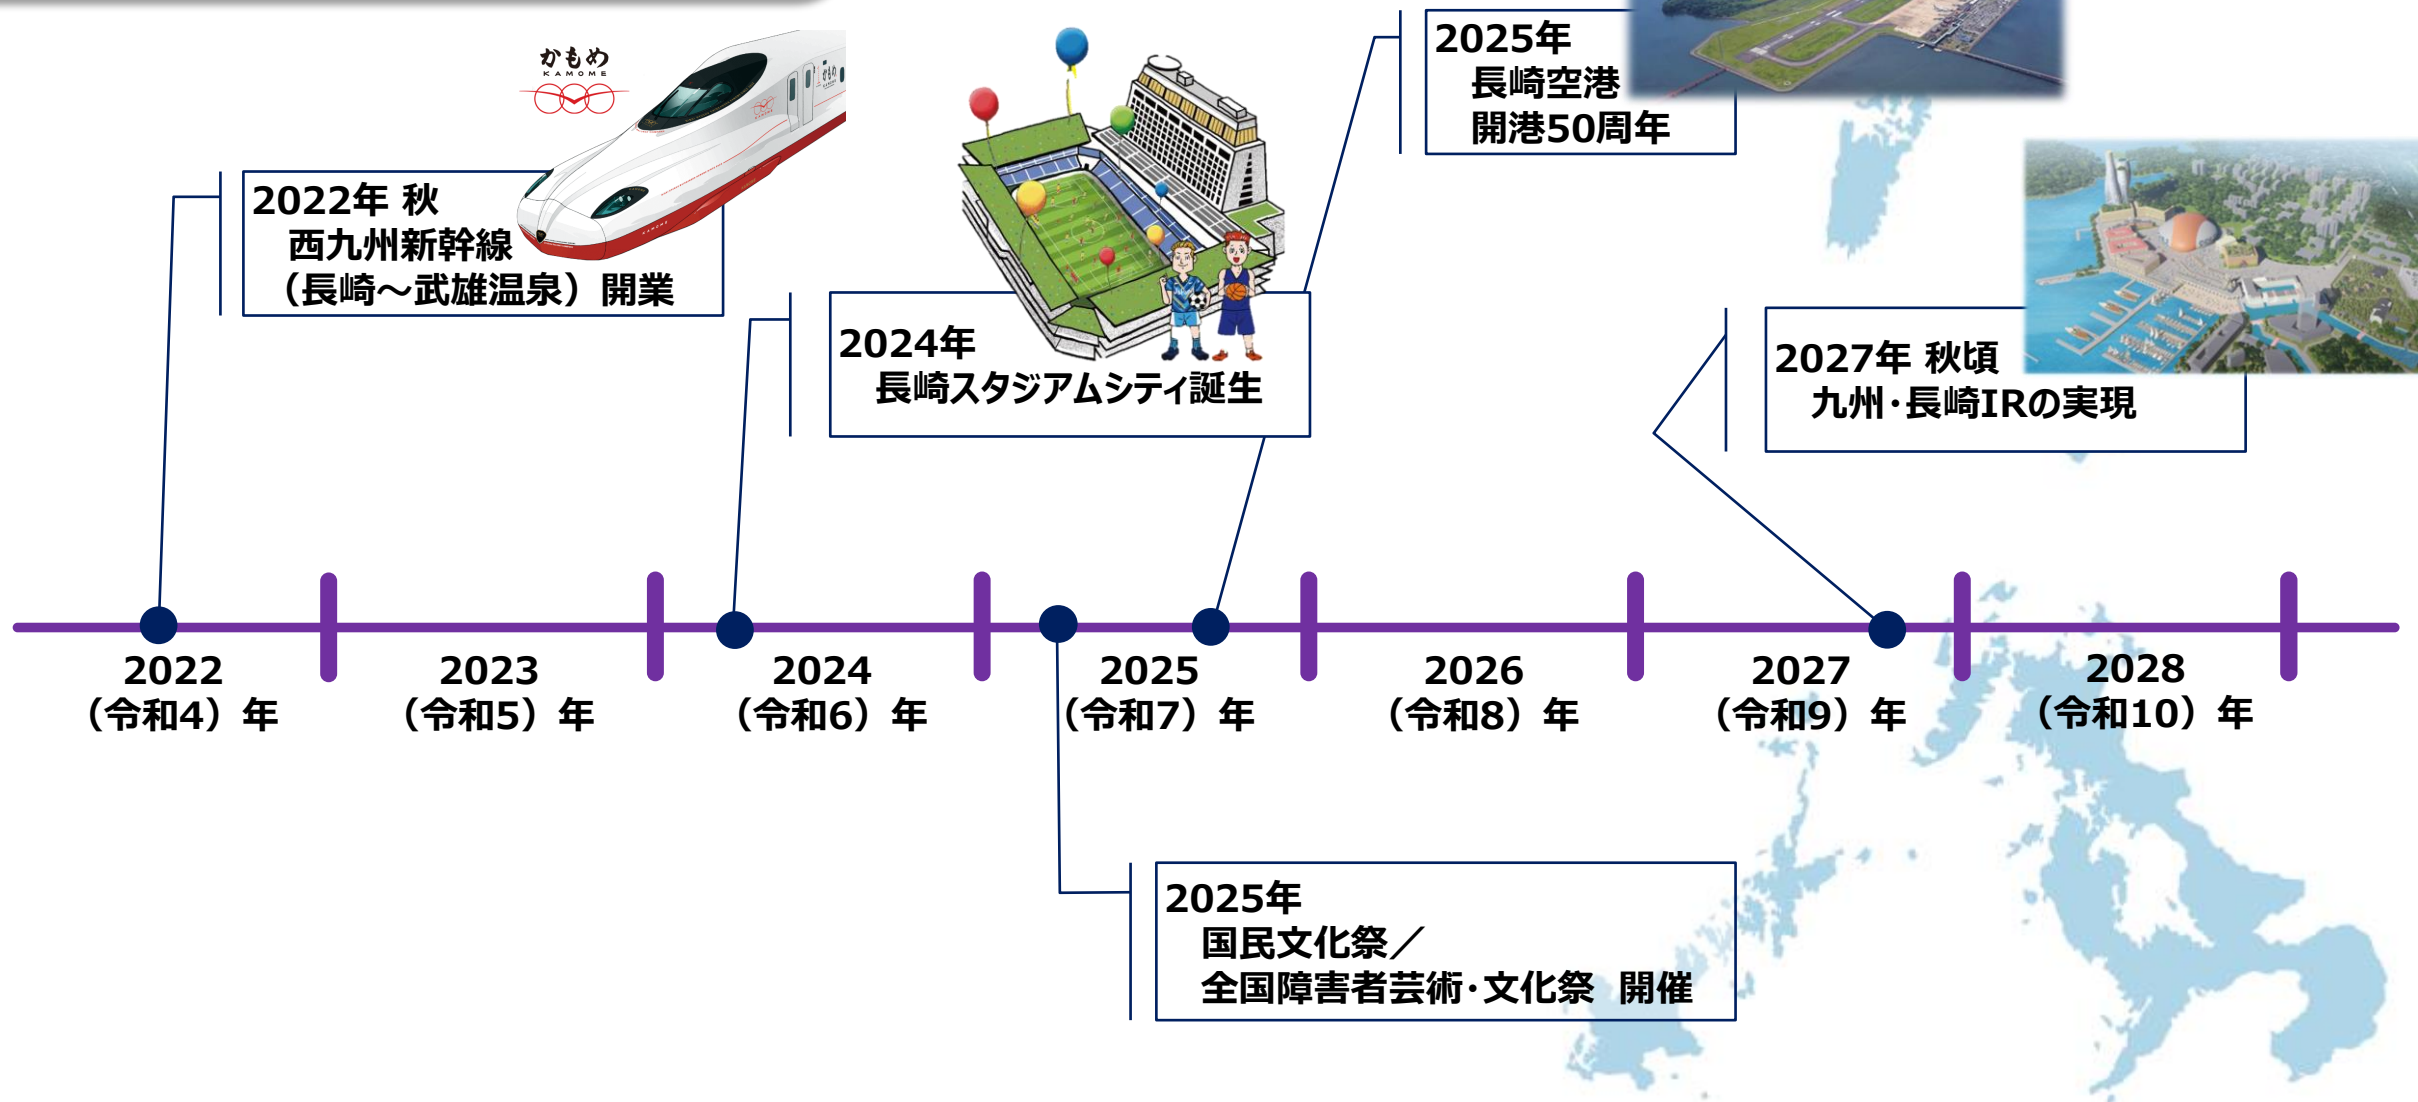 かもめ
KAMOME
2022年 秋
西九州新幹線
（長崎～武雄温泉）開業
2024年
長崎スタジアムシティ誕生
2025年
長崎空港
開港50周年
2027年 秋頃
九州・長崎IRの実現
2022
（令和4）年
2023
（令和5）年
2024
（令和6）年
2025
（令和7）年
2026
（令和8）年
2027
（令和9）年
2028
（令和10）年
2025年
国民文化祭／
全国障害者芸術・文化祭 開催